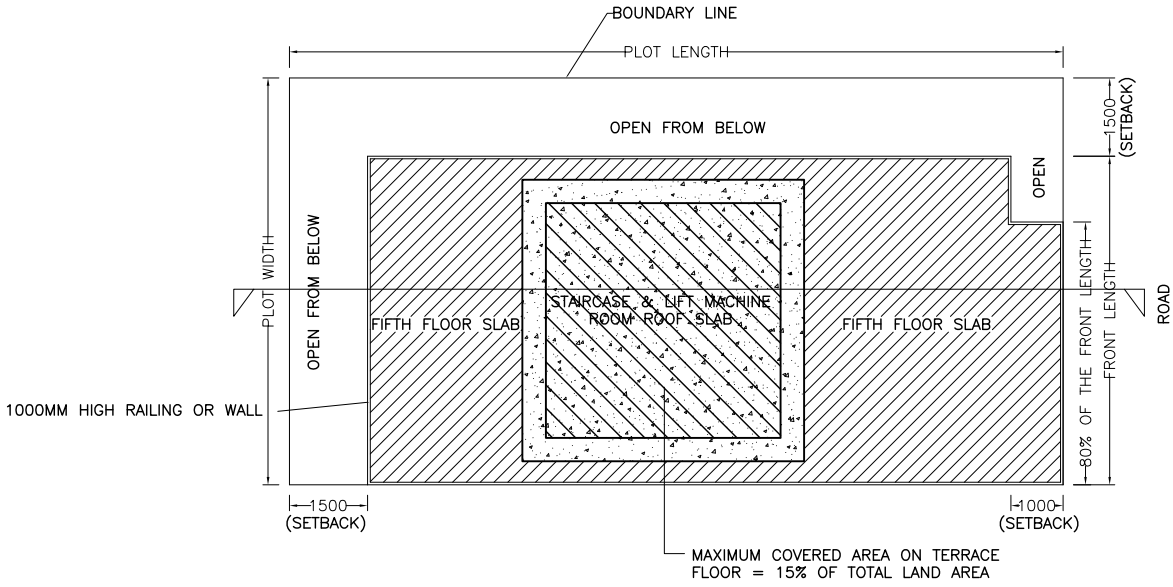 BOUNDARY LINE
PLOT LENGTH
1500
(SETBACK)
OPEN FROM BELOW
OPEN
OPEN FROM BELOW
PLOT WIDTH
STAIRCASE & LIFT MACHINE
ROOM ROOF SLAB
FIFTH FLOOR SLAB
FIFTH FLOOR SLAB
80% OF THE FRONT LENGTH
FRONT LENGTH
ROAD
1000MM HIGH RAILING OR WALL
1500
(SETBACK)
1000
(SETBACK)
MAXIMUM COVERED AREA ON TERRACE
FLOOR = 15% OF TOTAL LAND AREA